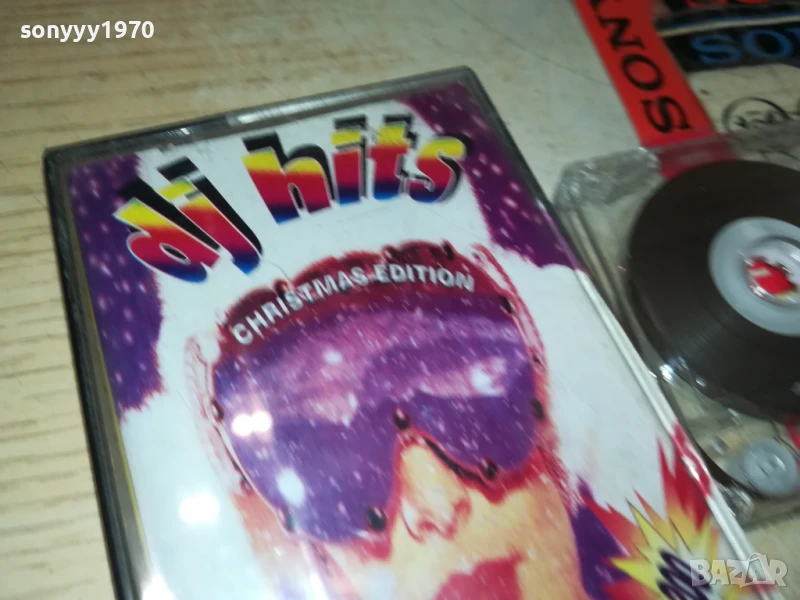 sonyyy1970
dj hits
CHRISTMAS EDITION
SONY
BAZAR